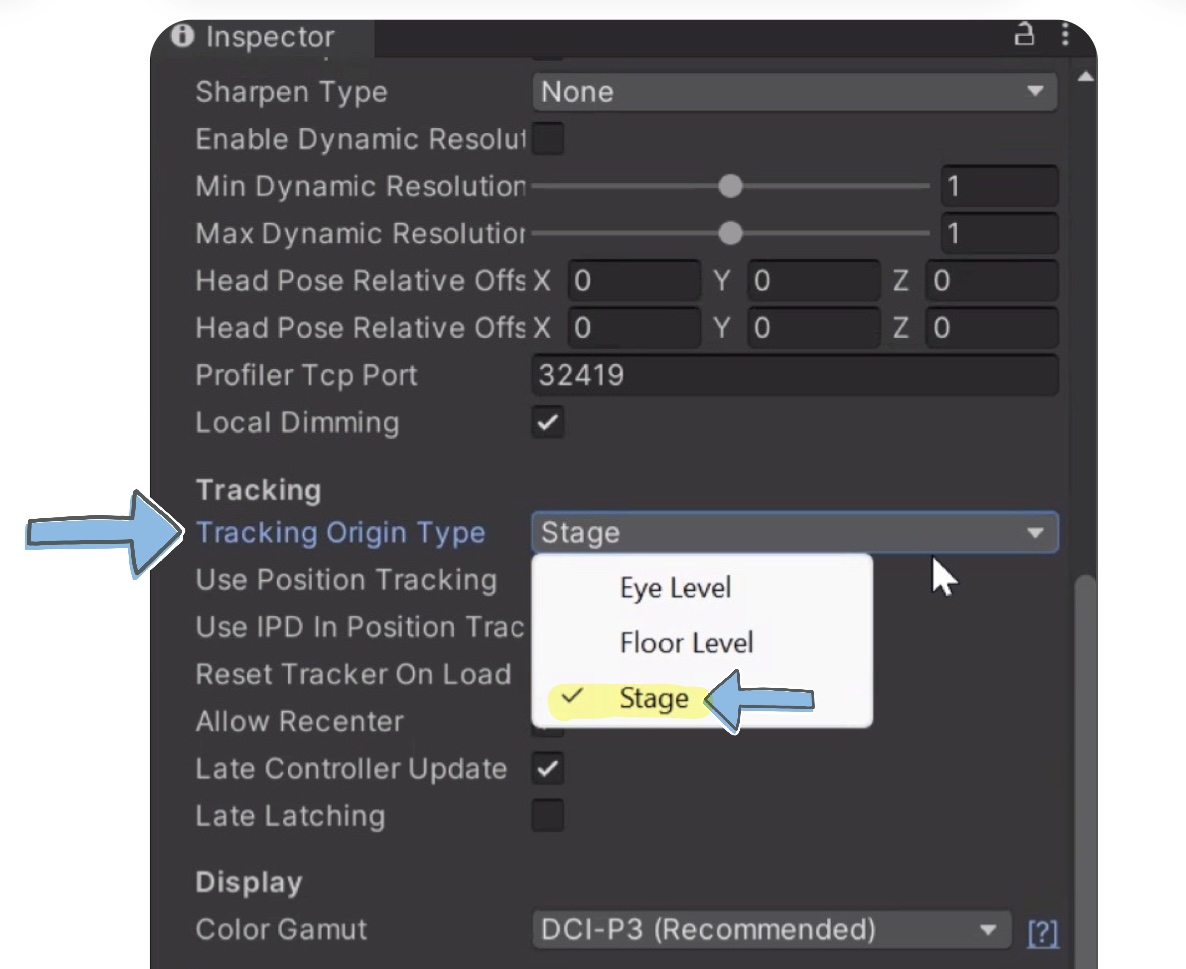 Inspector
Sharpen Type None
Enable Dynamic Resolut
Min Dynamic Resolution 1
Max Dynamic Resolution 1
Head Pose Relative Offs X 0 Y 0 Z 0
Head Pose Relative Offs X 0 Y 0 Z 0
Profiler Tcp Port 32419
Local Dimming
Tracking
Tracking Origin Type Stage
Use Position Tracking Eye Level
Use IPD In Position Trac Floor Level
Reset Tracker On Load Stage
Allow Recenter
Late Controller Update
Late Latching
Display
Color Gamut DCI-P3 (Recommended) [?]